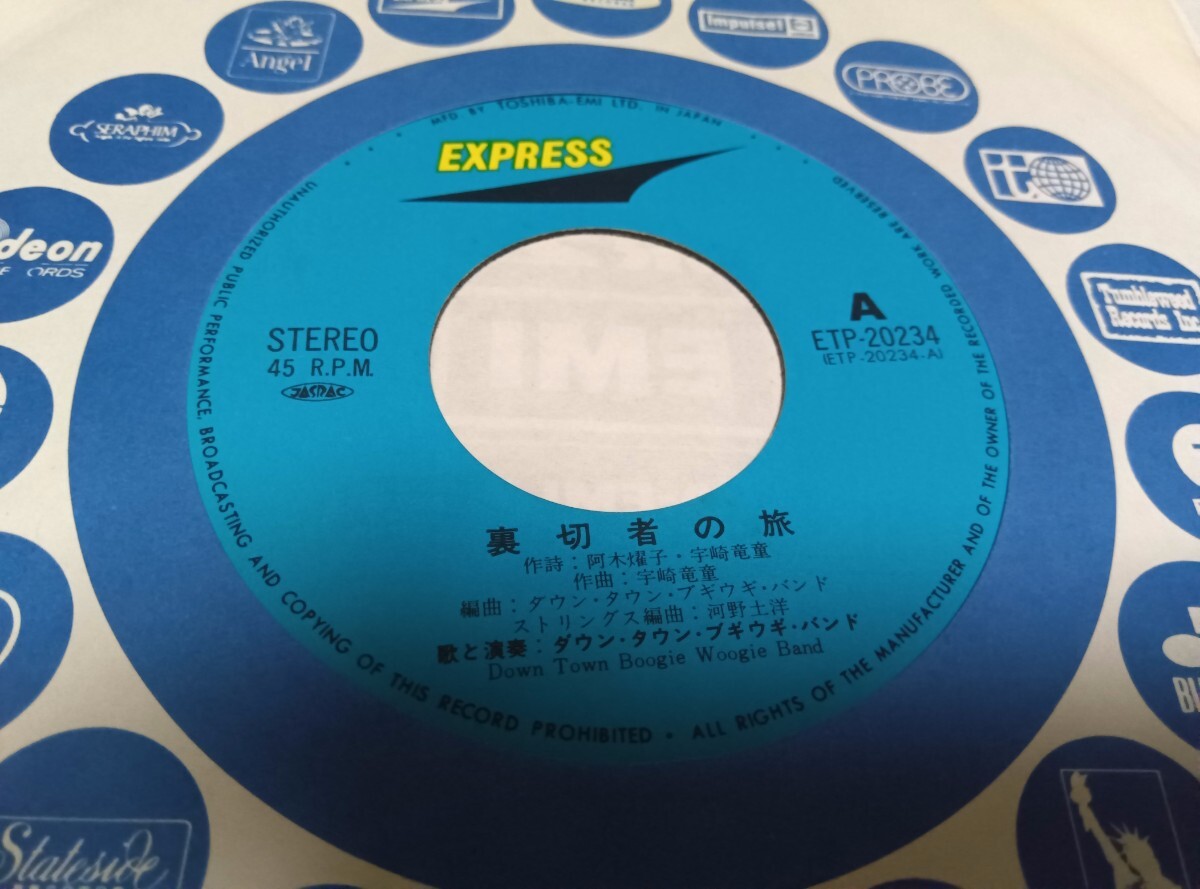 Angel
impulse!
PROBE
SERAPHIM
it
deon
ORDS
Tumbleweed
Records Inc
MFD BY TOSHIBA-EMI LTD. IN JAPAN
EXPRESS
STEREO
45 R.P.M.
JASRAC
A
ETP-20234
(ETP-20234-A)
EMI
裏切者の旅
作詩：阿木燿子・宇崎竜童
作曲：宇崎竜童
編曲：ダウン・タウン・ブギウギ・バンド
ストリングス編曲：河野土洋
歌と演奏：ダウン・タウン・ブギウギ・バンド
Down Town Boogie Woogie Band
UNAUTHORIZED PUBLIC PERFORMANCE, BROADCASTING AND COPYING OF THIS RECORD PROHIBITED • ALL RIGHTS OF THE MANUFACTURER AND OF THE OWNER OF THE RECORDED WORK ARE RESERVED
Stateside
BL